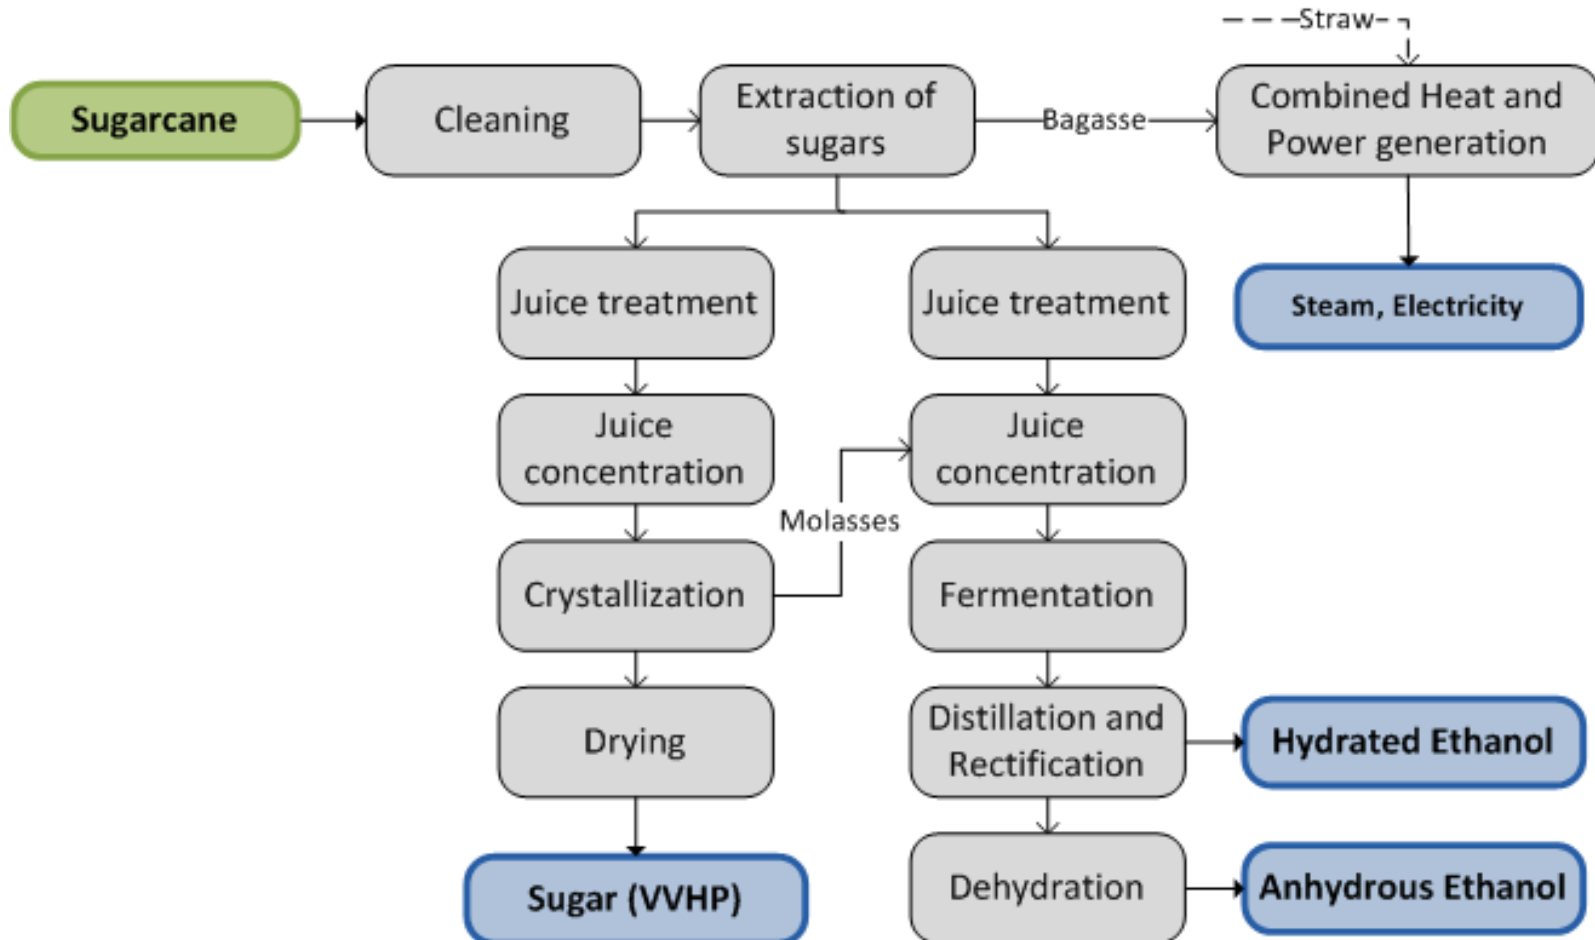 Straw
Sugarcane
Cleaning
Extraction of
sugars
Bagasse
Combined Heat and
Power generation
Juice treatment
Juice treatment
Steam, Electricity
Juice
concentration
Juice
concentration
Molasses
Crystallization
Fermentation
Drying
Distillation and
Rectification
Hydrated Ethanol
Sugar (VVHP)
Dehydration
Anhydrous Ethanol